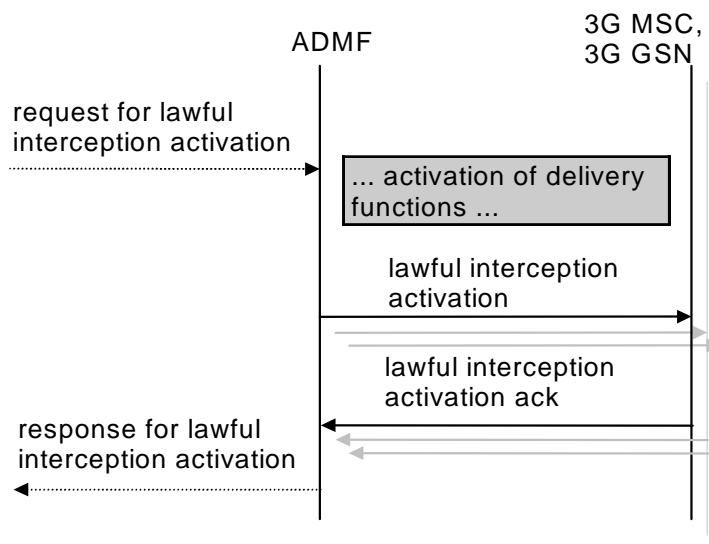 ADMF
3G MSC,
3G GSN
request for lawful
interception activation
... activation of delivery
functions ...
lawful interception
activation
lawful interception
activation ack
response for lawful
interception activation